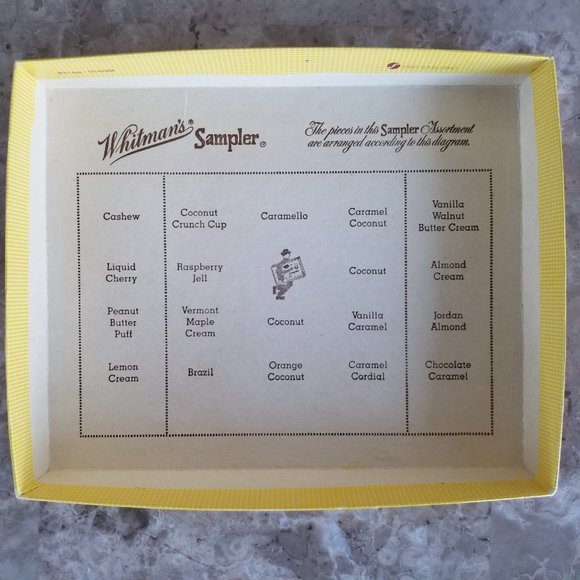 Whitman's® Sampler®
The pieces in this Sampler Assortment
are arranged according to this diagram.
Cashew
Coconut
Crunch Cup
Caramello
Caramel
Coconut
Vanilla
Walnut
Butter Cream
Liquid
Cherry
Raspberry
Jell
Coconut
Almond
Cream
Peanut
Butter
Puff
Vermont
Maple
Cream
Coconut
Vanilla
Caramel
Jordan
Almond
Lemon
Cream
Brazil
Orange
Coconut
Caramel
Cordial
Chocolate
Caramel